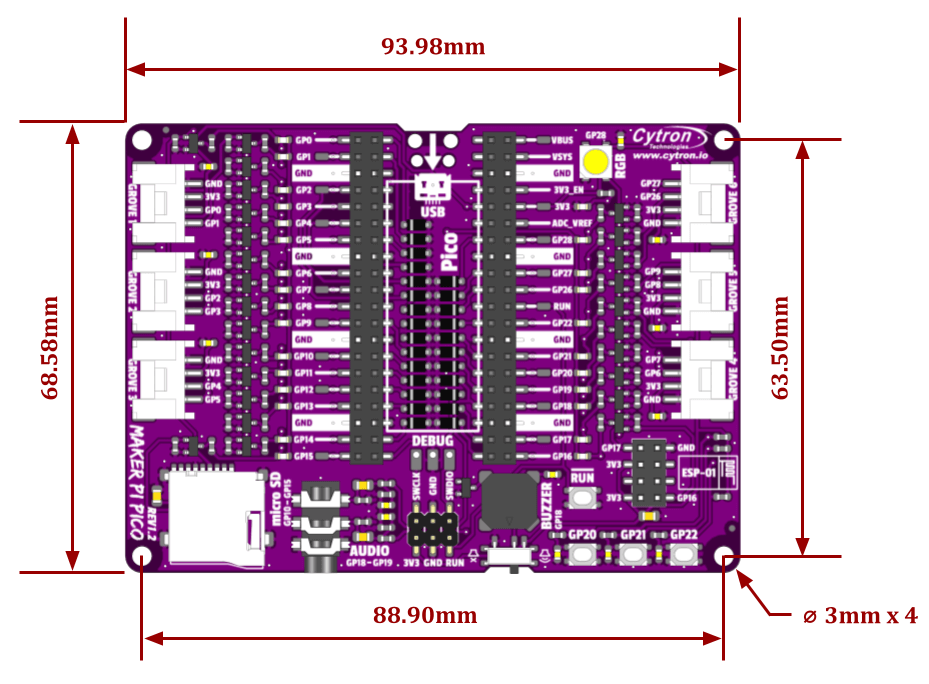 93.98mm
68.58mm
63.50mm
88.90mm
⌀ 3mm x 4
Cytron
Technologies
www.cytron.io
GP28
RGB
USB
Pico
DEBUG
GP0
GP1
GND
GP2
GP3
GP4
GP5
GND
GP6
GP7
GP8
GP9
GND
GP10
GP11
GP12
GP13
GND
GP14
GP15
VBUS
VSYS
GND
3V3_EN
3V3
ADC_VREF
GP28
GND
GP27
GP26
RUN
GP22
GND
GP21
GP20
GP19
GP18
GND
GP17
GP16
GROVE 1
GND
3V3
GP0
GP1
GROVE 2
GND
3V3
GP2
GP3
GROVE 3
GND
3V3
GP4
GP5
GROVE 6
GP27
GP26
3V3
GND
GROVE 5
GP9
GP8
3V3
GND
GROVE 4
GP7
GP6
3V3
GND
MAKER PI PICO
REV1.2
micro SD
GP10-GP15
AUDIO
GP18-GP19
SWCLK
GND
SWDIO
3V3 GND RUN
BUZZER
GP18
RUN
GP17
GND
3V3
3V3
GP16
ESP-01
GP20
GP21
GP22